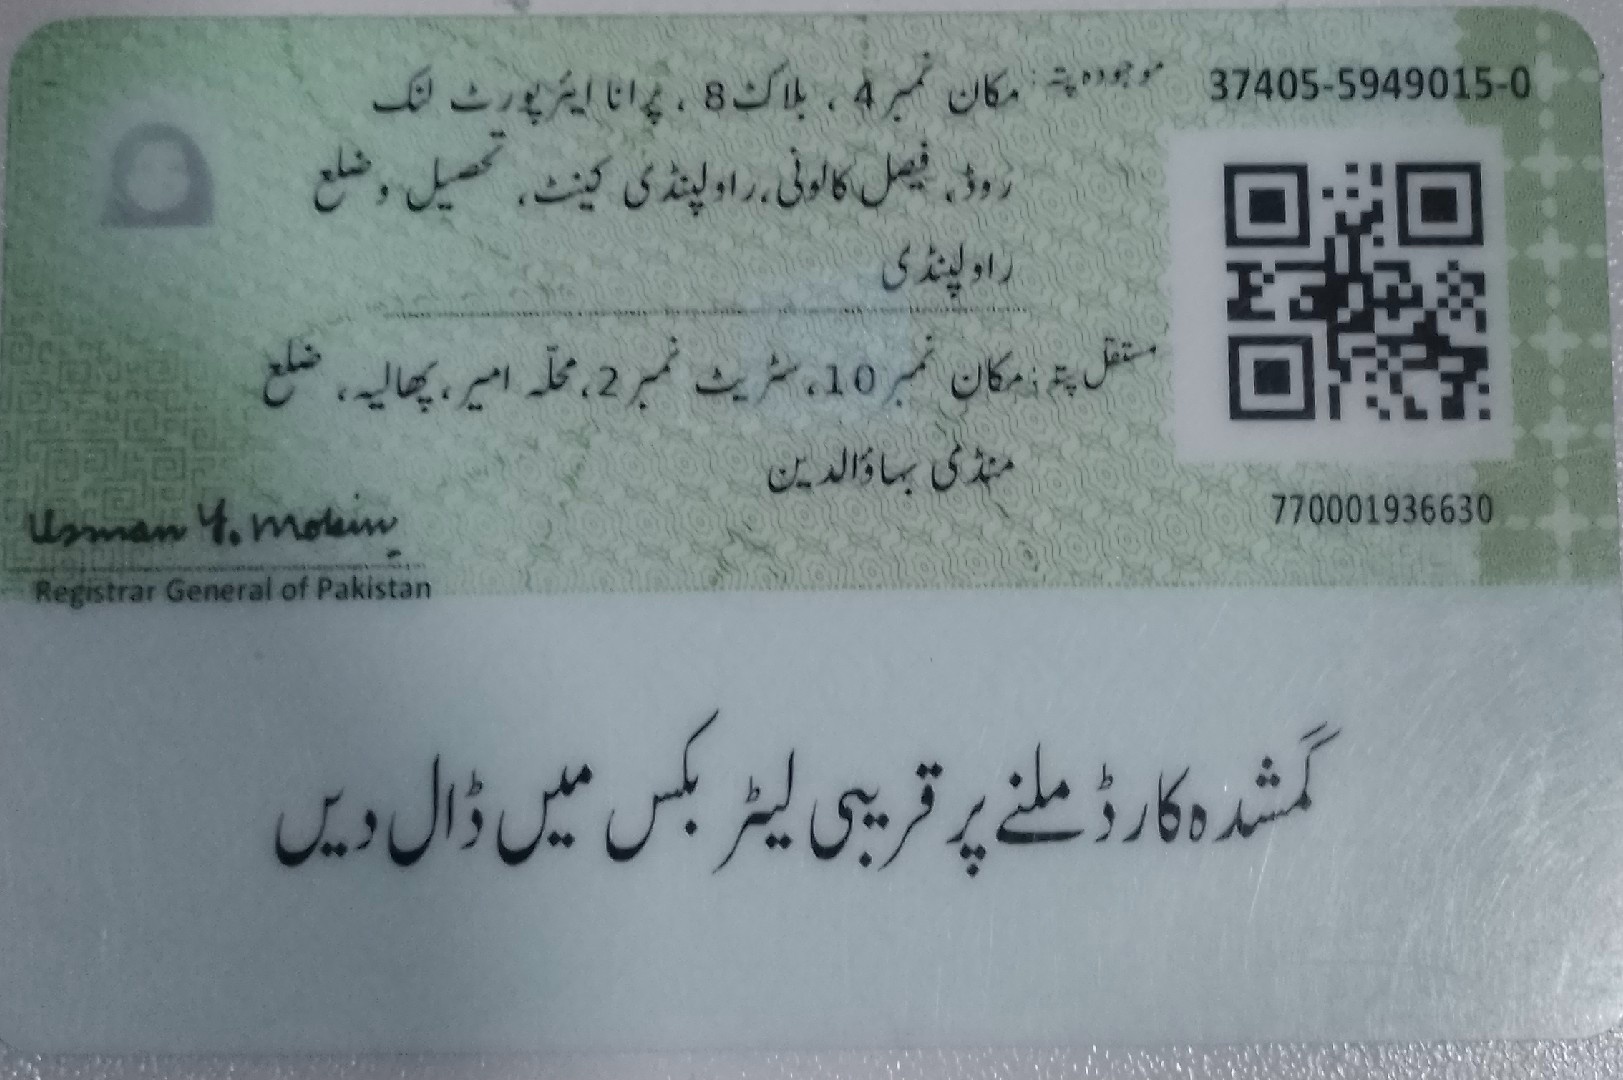 37405-5949015-0
موجودہ پتہ: مکان نمبر 4 ، بلاک 8 ، پرانا ایئرپورٹ لنک
روڈ، فیصل کالونی، راولپنڈی کینٹ، تحصیل و ضلع
راولپنڈی
مستقل پتہ: مکان نمبر 10، سٹریٹ نمبر 2، محلّہ امیر، پھالیہ، ضلع
منڈی بہاؤالدین
770001936630
Usman Y. Mobin
Registrar General of Pakistan
گمشدہ کارڈ ملنے پر قریبی لیٹر بکس میں ڈال دیں